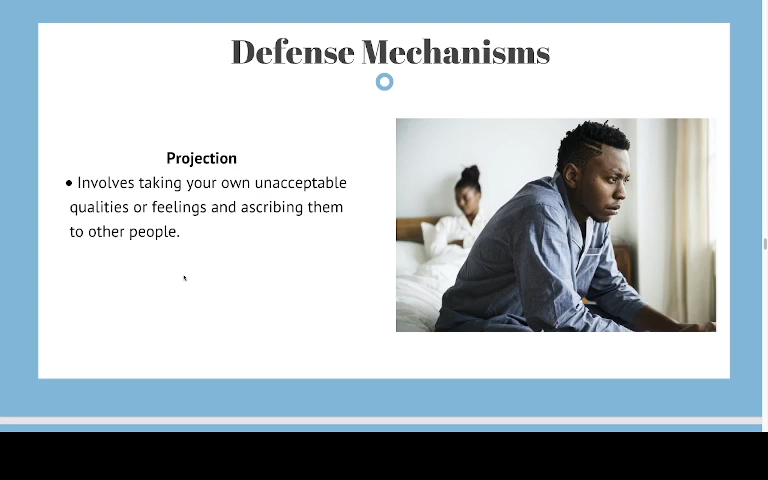 Defense Mechanisms
Projection
• Involves taking your own unacceptable
qualities or feelings and ascribing them
to other people.